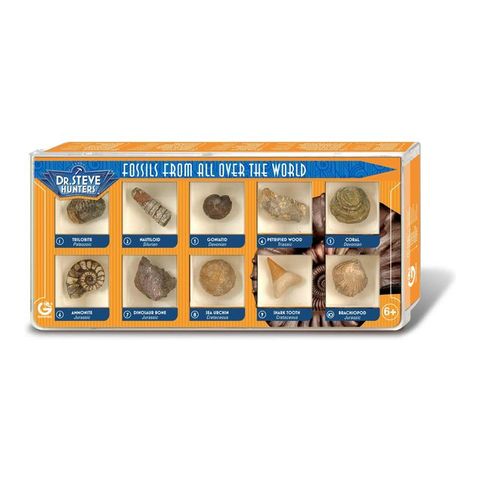 DR. STEVE
HUNTERS
FOSSILS FROM ALL OVER THE WORLD
1 TRILOBITE
Paleozoic
2 NAUTILOID
Silurian
3 GONIATID
Devonian
4 PETRIFIED WOOD
Triassic
5 CORAL
Devonian
6 AMMONITE
Jurassic
7 DINOSAUR BONE
Jurassic
8 SEA URCHIN
Cretaceous
9 SHARK TOOTH
Cretaceous
10 BRACHIOPOD
Jurassic
G
6+